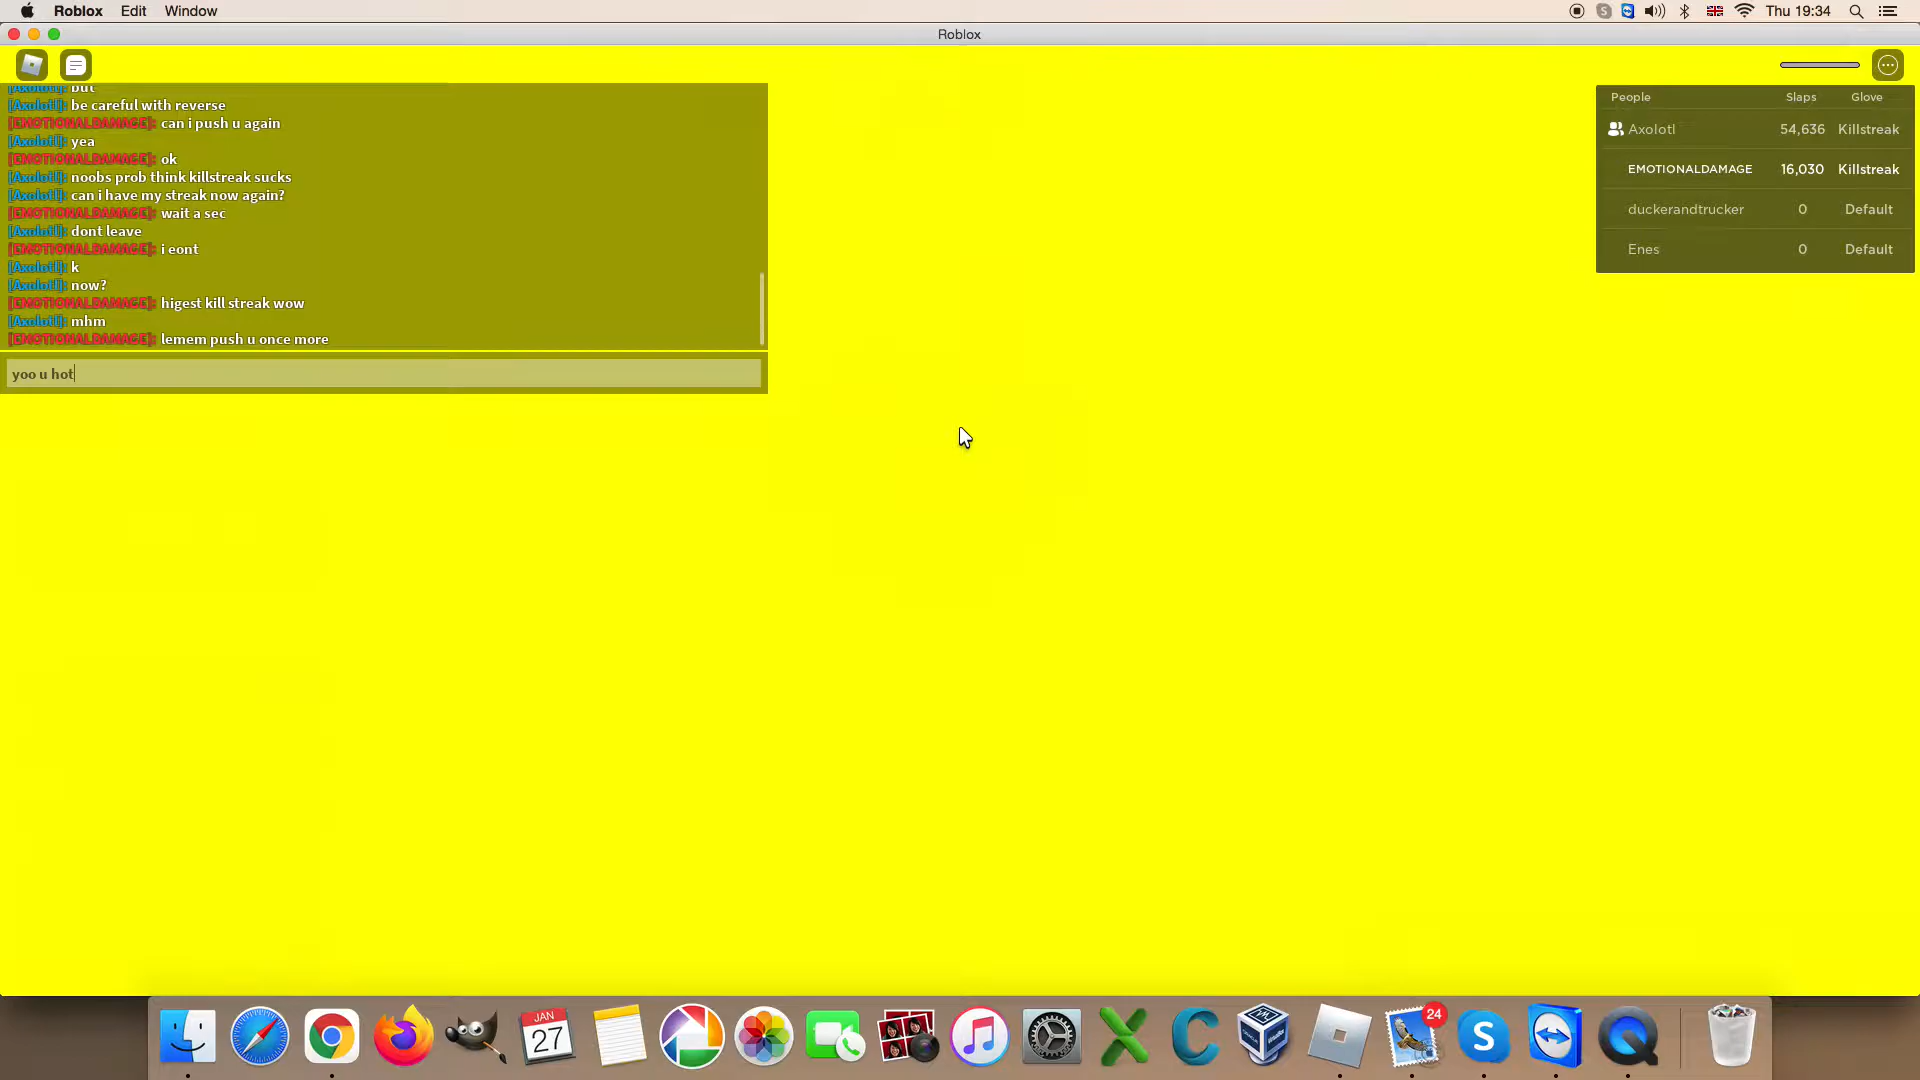 Roblox Edit Window Thu 19:34
Roblox
[Axolotl]: but
[Axolotl]: be careful with reverse
[EMOTIONALDAMAGE]: can i push u again
[Axolotl]: yea
[EMOTIONALDAMAGE]: ok
[Axolotl]: noobs prob think killstreak sucks
[Axolotl]: can i have my streak now again?
[EMOTIONALDAMAGE]: wait a sec
[Axolotl]: dont leave
[EMOTIONALDAMAGE]: i eont
[Axolotl]: k
[Axolotl]: now?
[EMOTIONALDAMAGE]: higest kill streak wow
[Axolotl]: mhm
[EMOTIONALDAMAGE]: lemem push u once more
yoo u hot
People Slaps Glove
Axolotl 54,636 Killstreak
EMOTIONALDAMAGE 16,030 Killstreak
duckerandtrucker 0 Default
Enes 0 Default
JAN
27
24